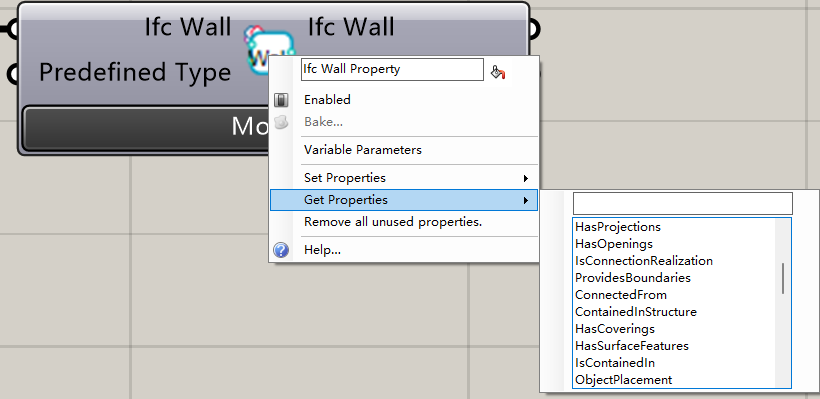 Ifc Wall
Ifc Wall
Predefined Type
Mo
Ifc Wall Property
Enabled
Bake...
Variable Parameters
Set Properties
Get Properties
Remove all unused properties.
Help...
HasProjections
HasOpenings
IsConnectionRealization
ProvidesBoundaries
ConnectedFrom
ContainedInStructure
HasCoverings
HasSurfaceFeatures
IsContainedIn
ObjectPlacement